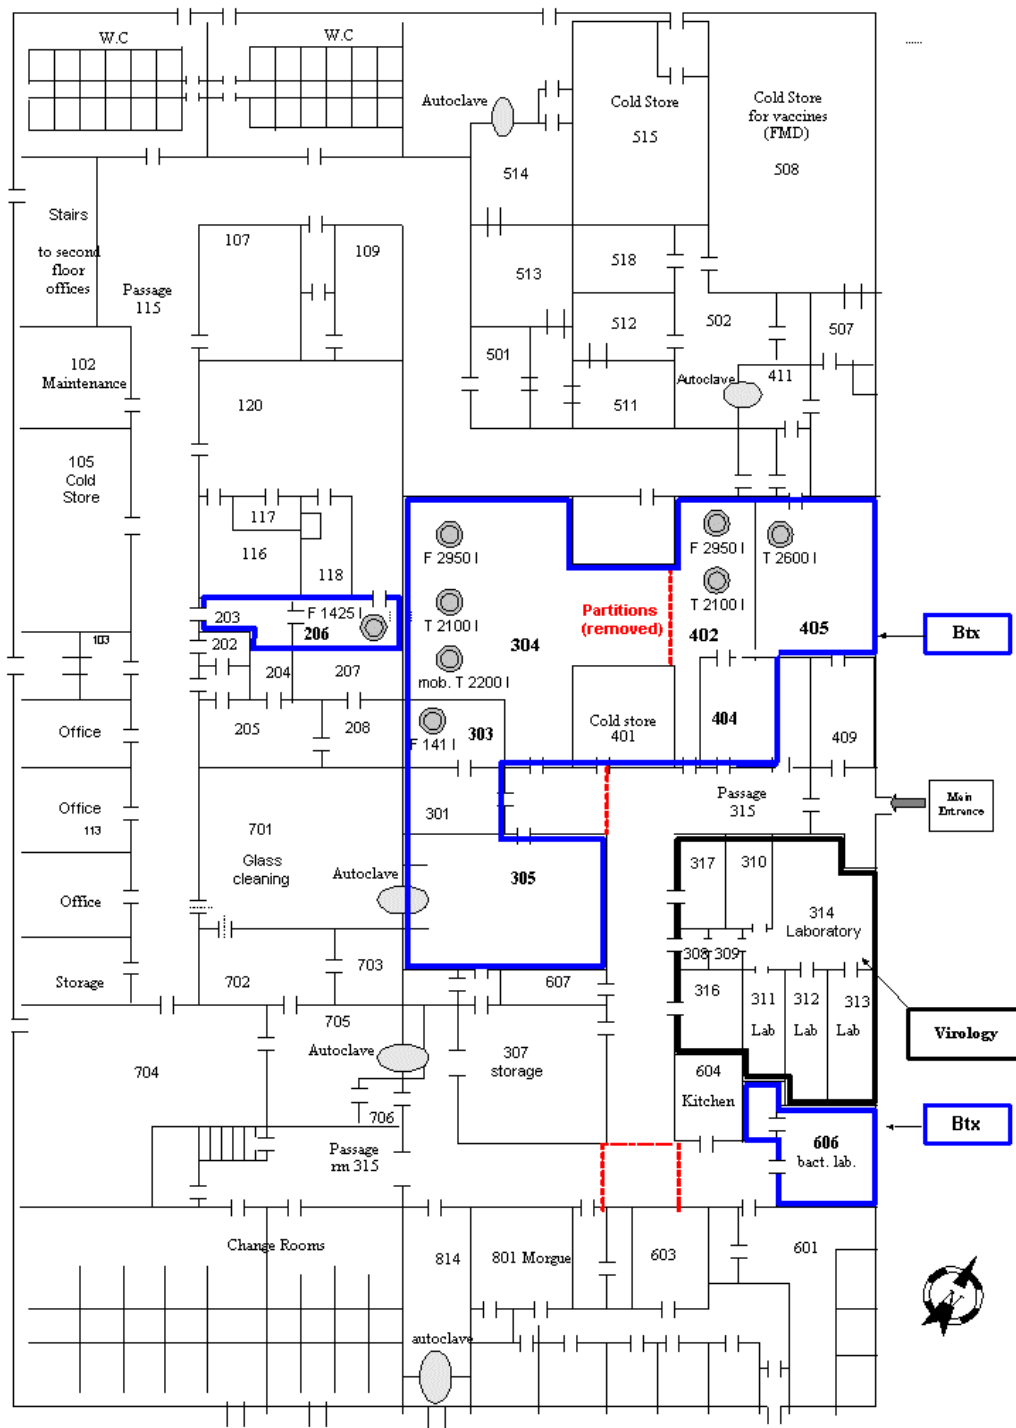 W.C
W.C
......
Autoclave
Cold Store
515
Cold Store
for vaccines
(FMD)
508
514
Stairs
to second
floor
offices
107
109
518
513
Passage
115
512
502
507
501
102
Maintenance
411
Autoclave
120
511
105
Cold
Store
117
116
118
F 2950 l
F 2950 l
T 2600 l
T 2100 l
T 2100 l
Partitions
(removed)
203
F 1425 l
206
304
402
405
Btx
103
202
204
207
mob. T 2200 l
205
208
F 141 l
303
Cold store
401
404
409
Office
Office
113
301
Passage
315
Main
Entrance
701
Glass
cleaning
Autoclave
305
317
310
314
Laboratory
Office
308
309
703
Storage
702
607
316
311
Lab
312
Lab
313
Lab
705
Autoclave
307
storage
Virology
704
604
Kitchen
706
Passage
rm 315
606
bact. lab.
Btx
Change Rooms
814
801 Morgue
603
601
N
autoclave